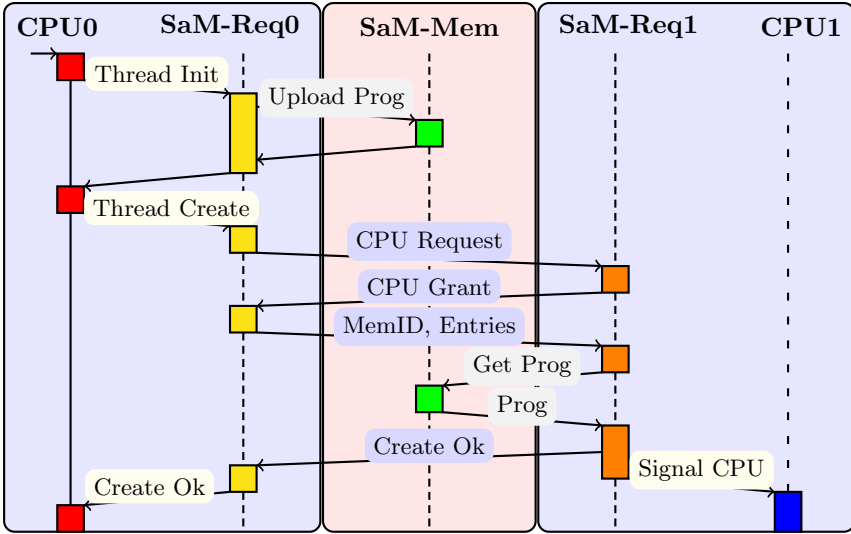 CPU0 SaM-Req0 SaM-Mem SaM-Req1 CPU1
Thread Init
Upload Prog
Thread Create
CPU Request
CPU Grant
MemID, Entries
Get Prog
Prog
Create Ok
Signal CPU
Create Ok